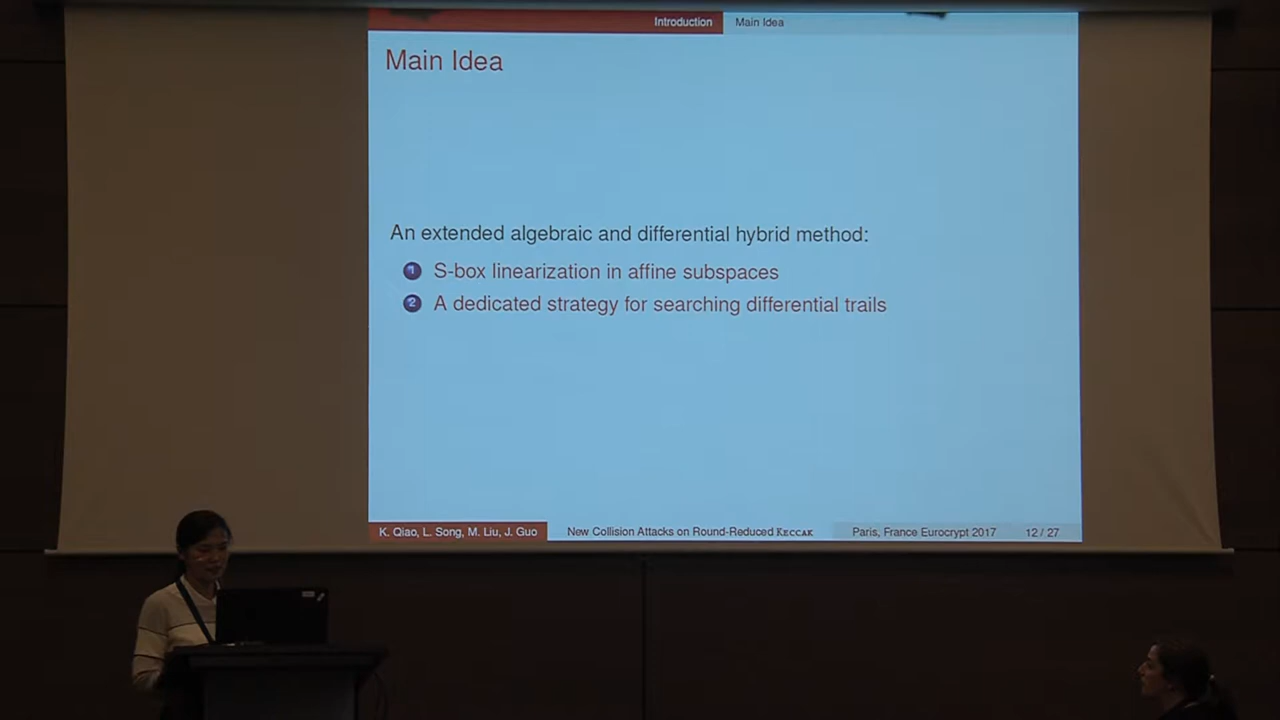 Introduction Main Idea
Main Idea
An extended algebraic and differential hybrid method:
1 S-box linearization in affine subspaces
2 A dedicated strategy for searching differential trails
K. Qiao, L. Song, M. Liu, J. Guo New Collision Attacks on Round-Reduced KECCAK Paris, France Eurocrypt 2017 12 / 27